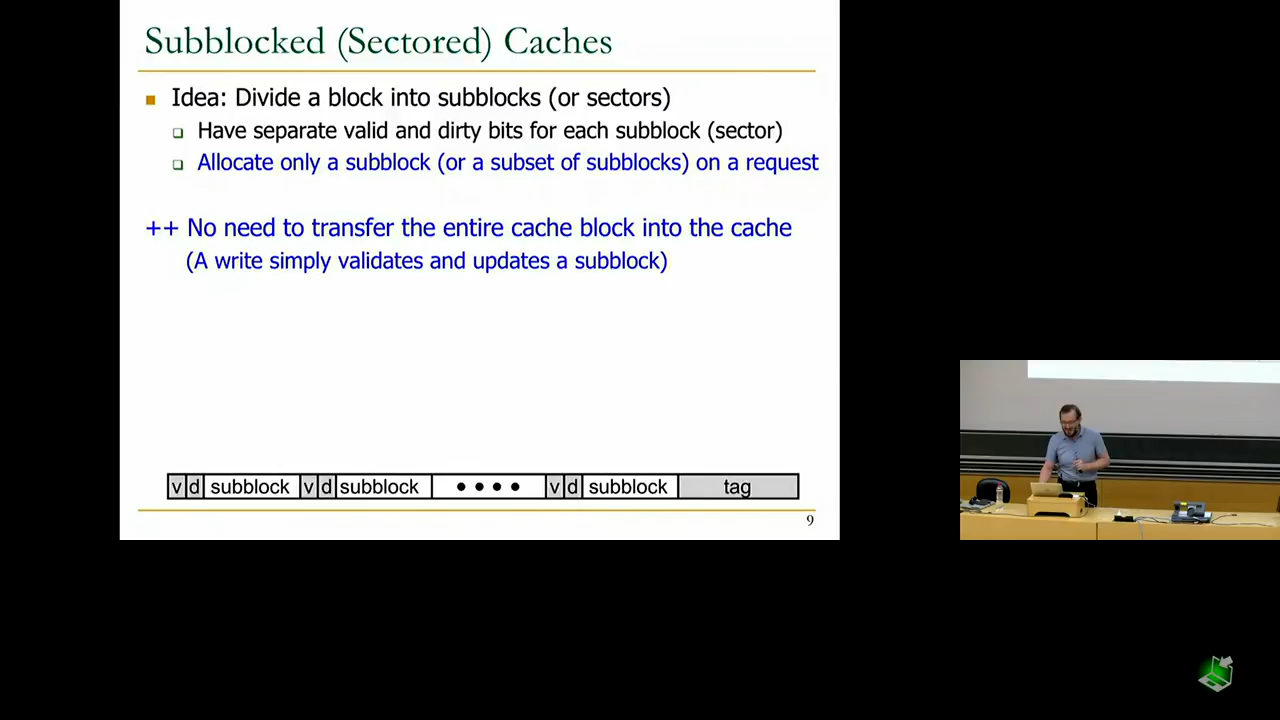 Subblocked (Sectored) Caches
Idea: Divide a block into subblocks (or sectors)
Have separate valid and dirty bits for each subblock (sector)
Allocate only a subblock (or a subset of subblocks) on a request
++ No need to transfer the entire cache block into the cache
(A write simply validates and updates a subblock)
v d subblock v d subblock • • • • v d subblock tag
9